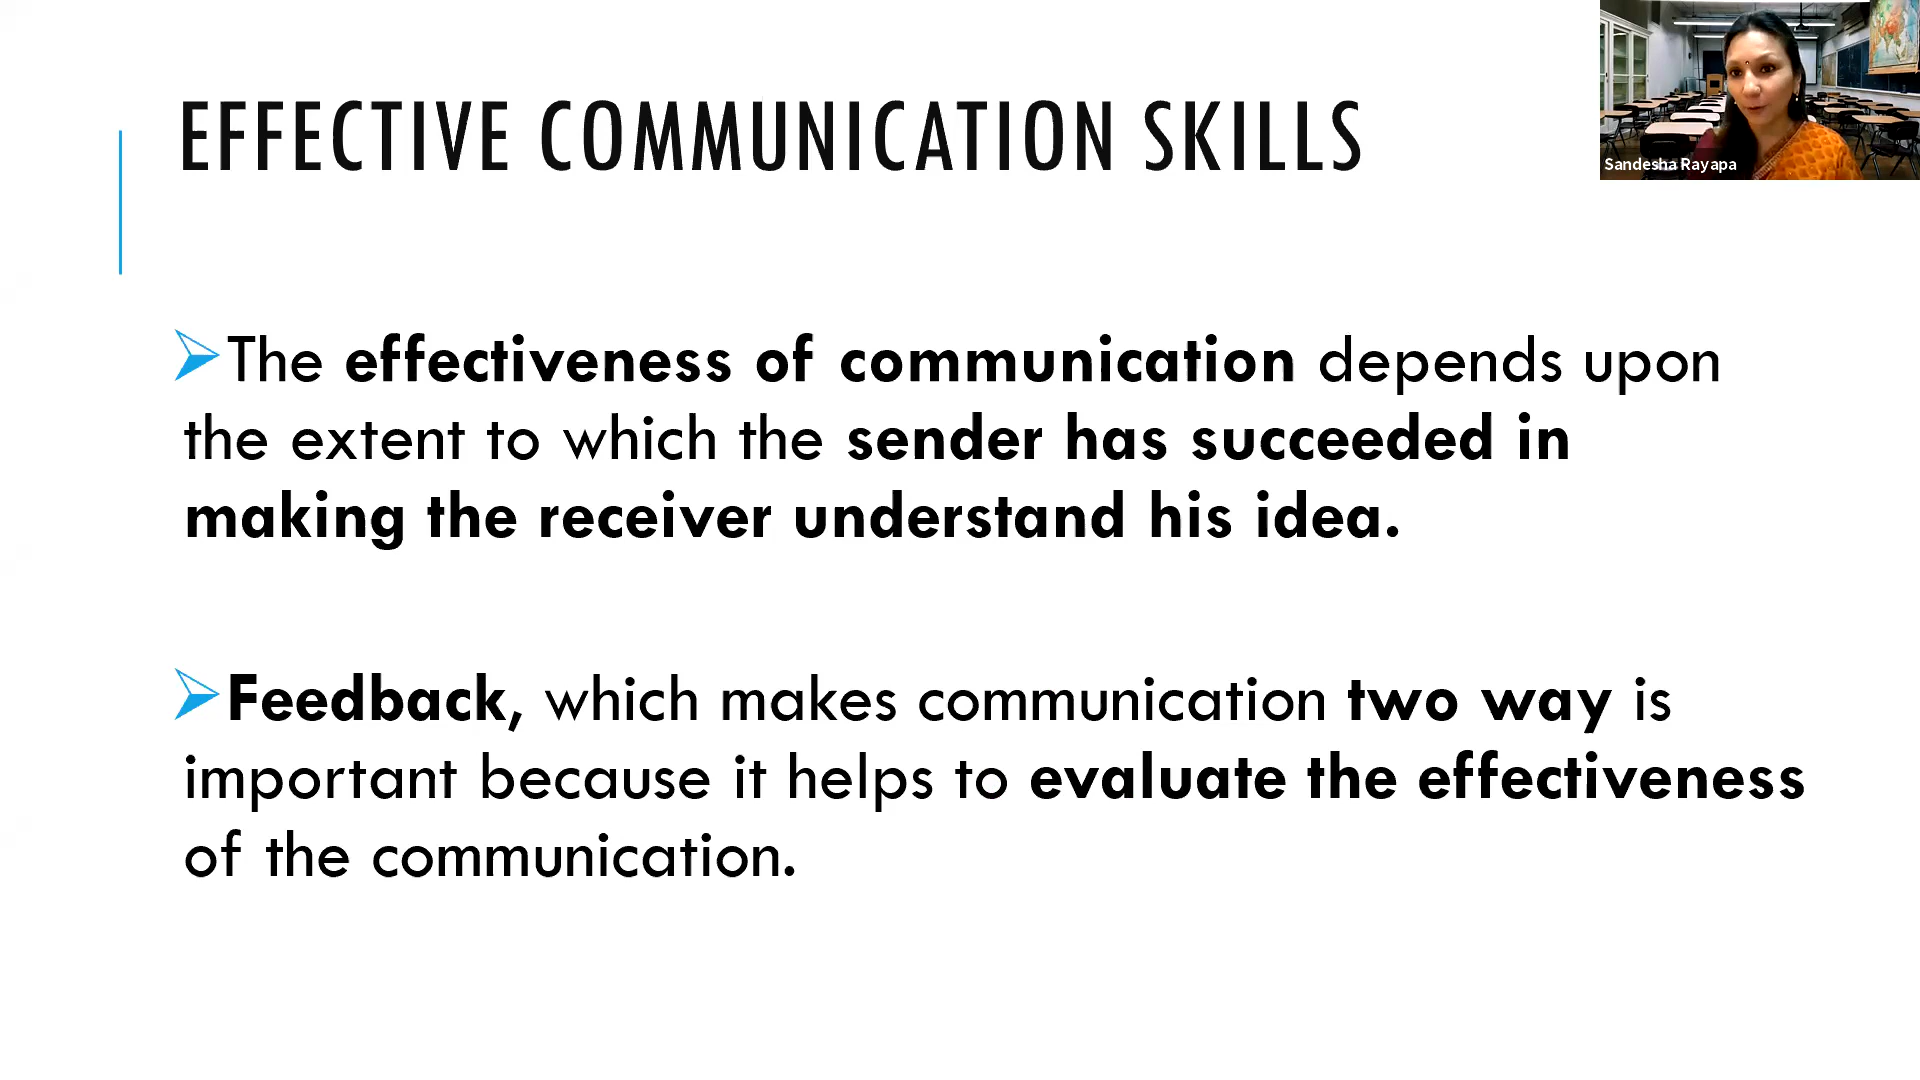 EFFECTIVE COMMUNICATION SKILLS
Sandesha Rayapa
The effectiveness of communication depends upon
the extent to which the sender has succeeded in
making the receiver understand his idea.
Feedback, which makes communication two way is
important because it helps to evaluate the effectiveness
of the communication.